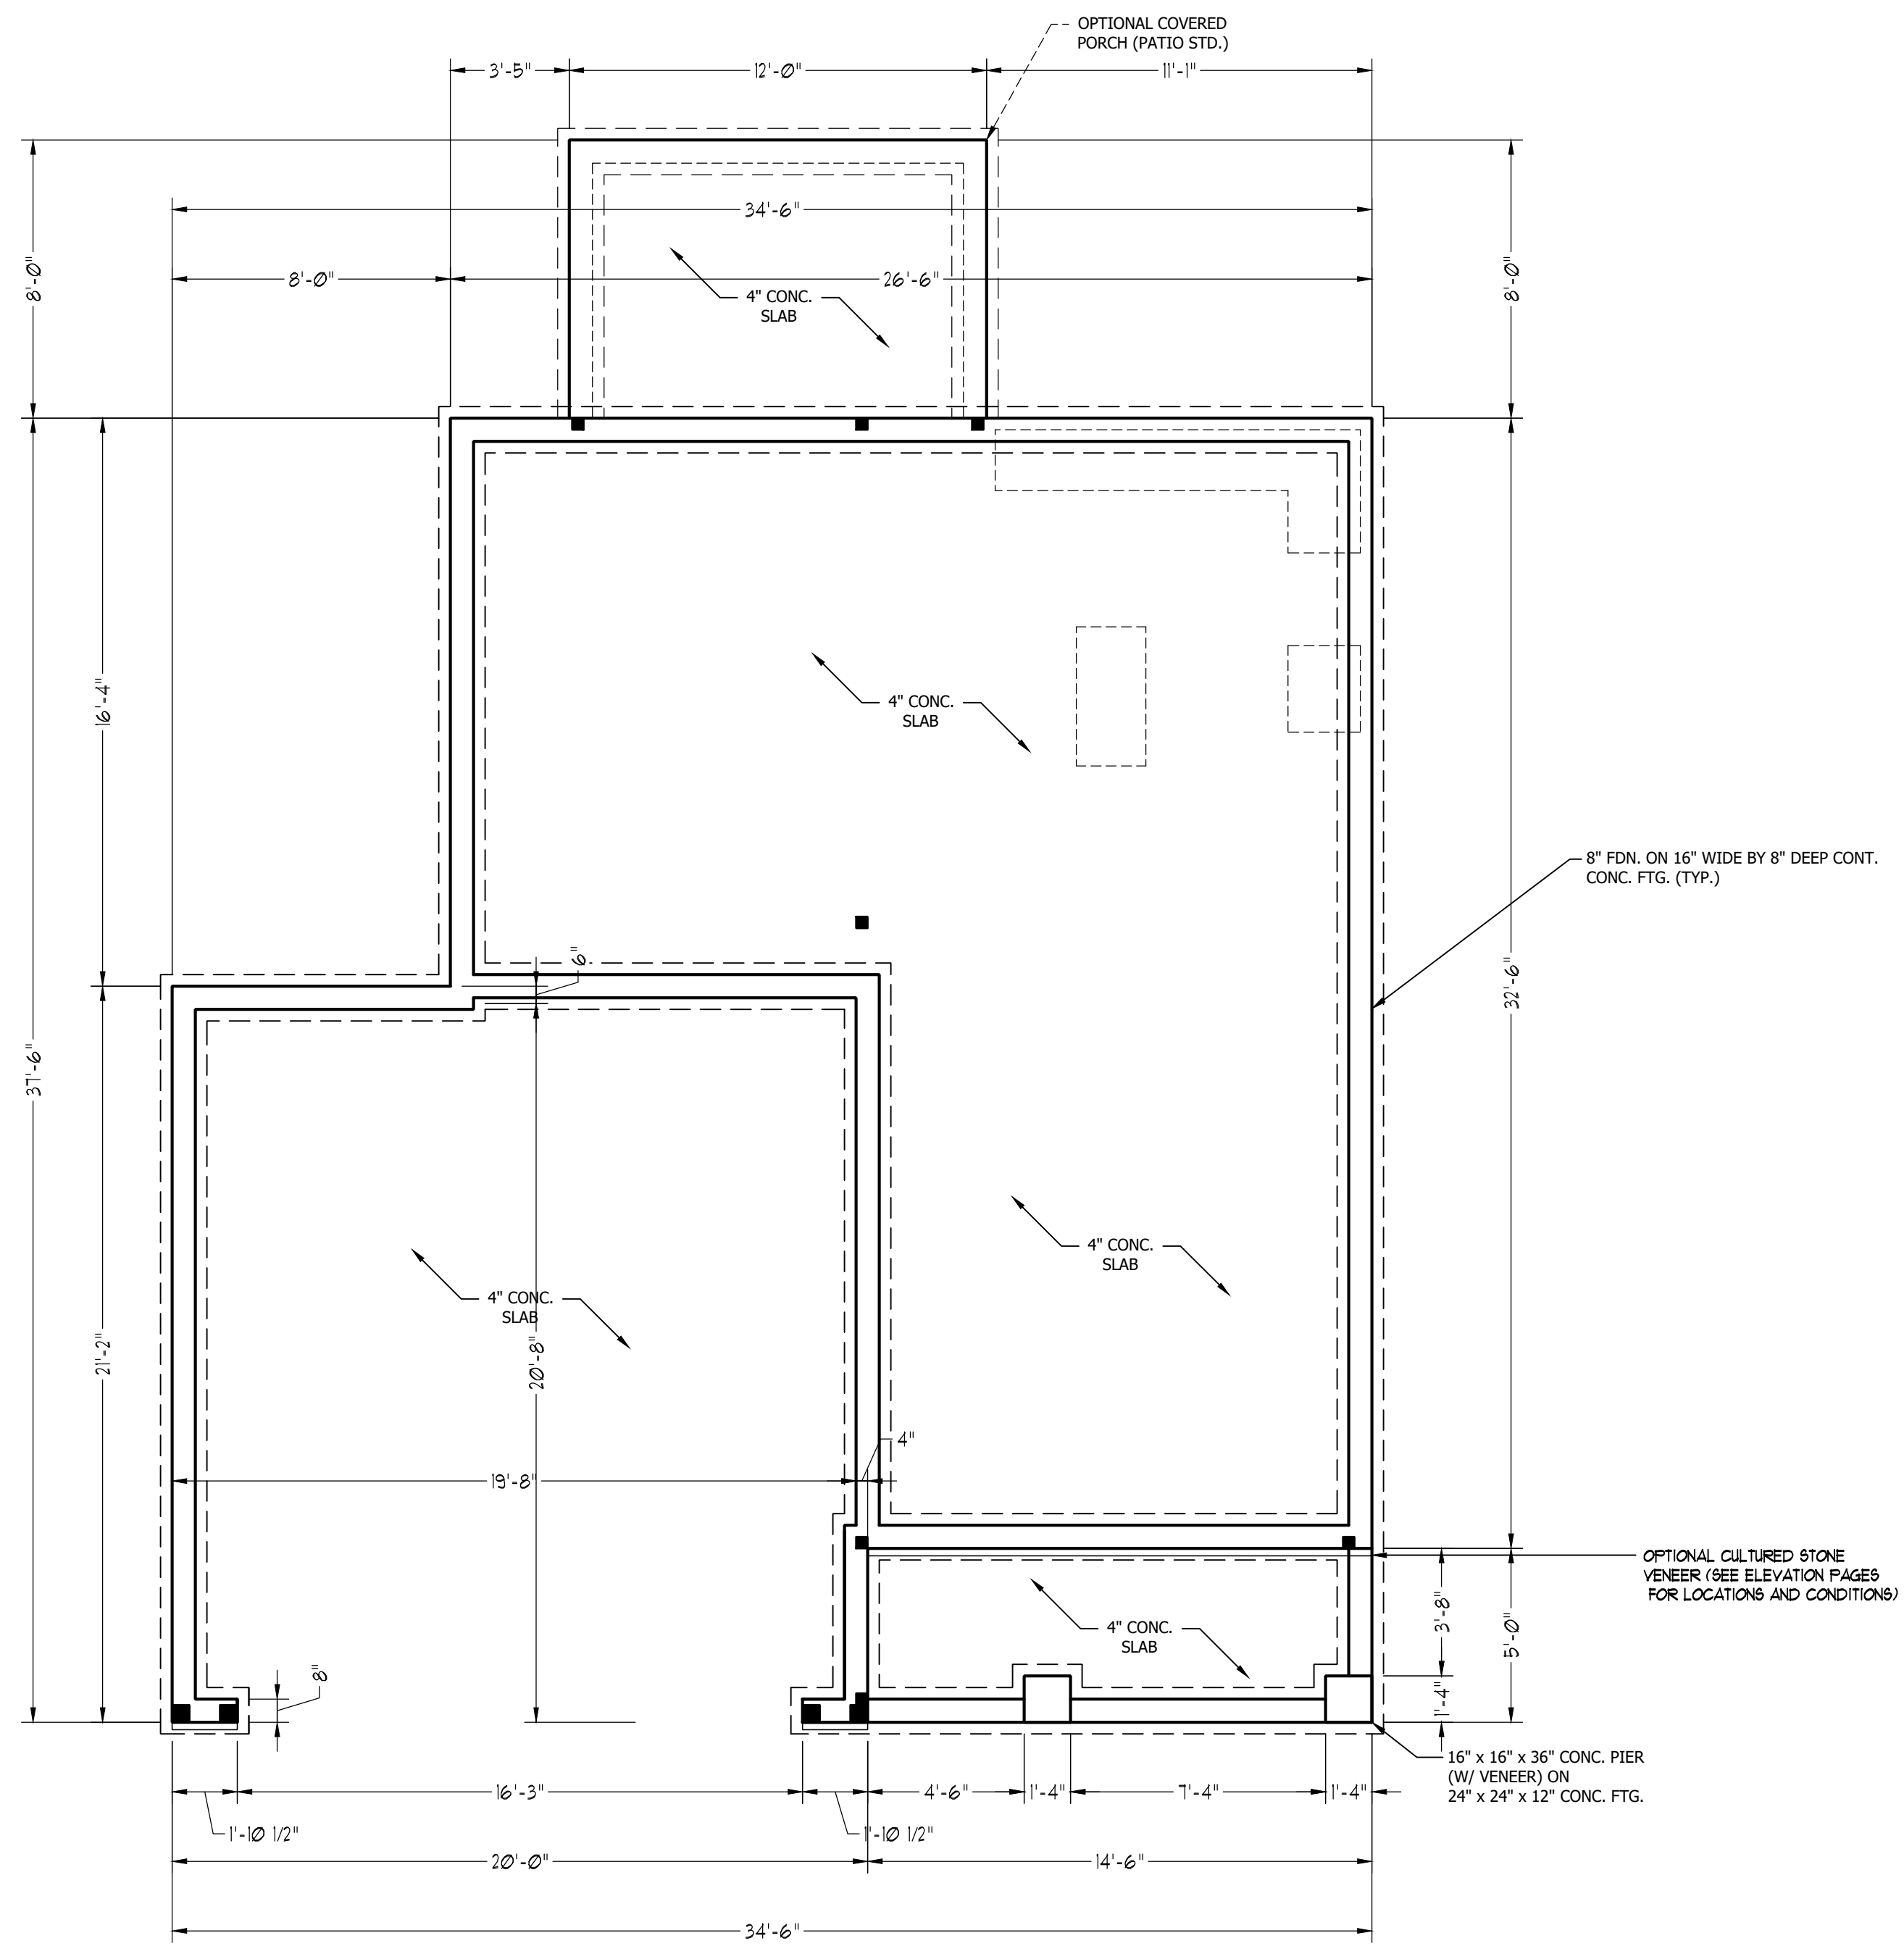 OPTIONAL COVERED
PORCH (PATIO STD.)
3'-5"
12'-0"
11'-1"
34'-6"
8'-0"
26'-6"
8'-0"
8'-0"
4" CONC.
SLAB
16'-4"
4" CONC.
SLAB
8" FDN. ON 16" WIDE BY 8" DEEP CONT.
CONC. FTG. (TYP.)
6"
32'-6"
37'-6"
21'-2"
4" CONC.
SLAB
4" CONC.
SLAB
20'-8"
4"
19'-8"
OPTIONAL CULTURED STONE
VENEER (SEE ELEVATION PAGES
FOR LOCATIONS AND CONDITIONS)
3'-8"
5'-0"
4" CONC.
SLAB
8"
1'-4"
16" x 16" x 36" CONC. PIER
(W/ VENEER) ON
24" x 24" x 12" CONC. FTG.
16'-3"
4'-6"
1'-4"
7'-4"
1'-4"
1'-10 1/2"
1'-10 1/2"
20'-0"
14'-6"
34'-6"